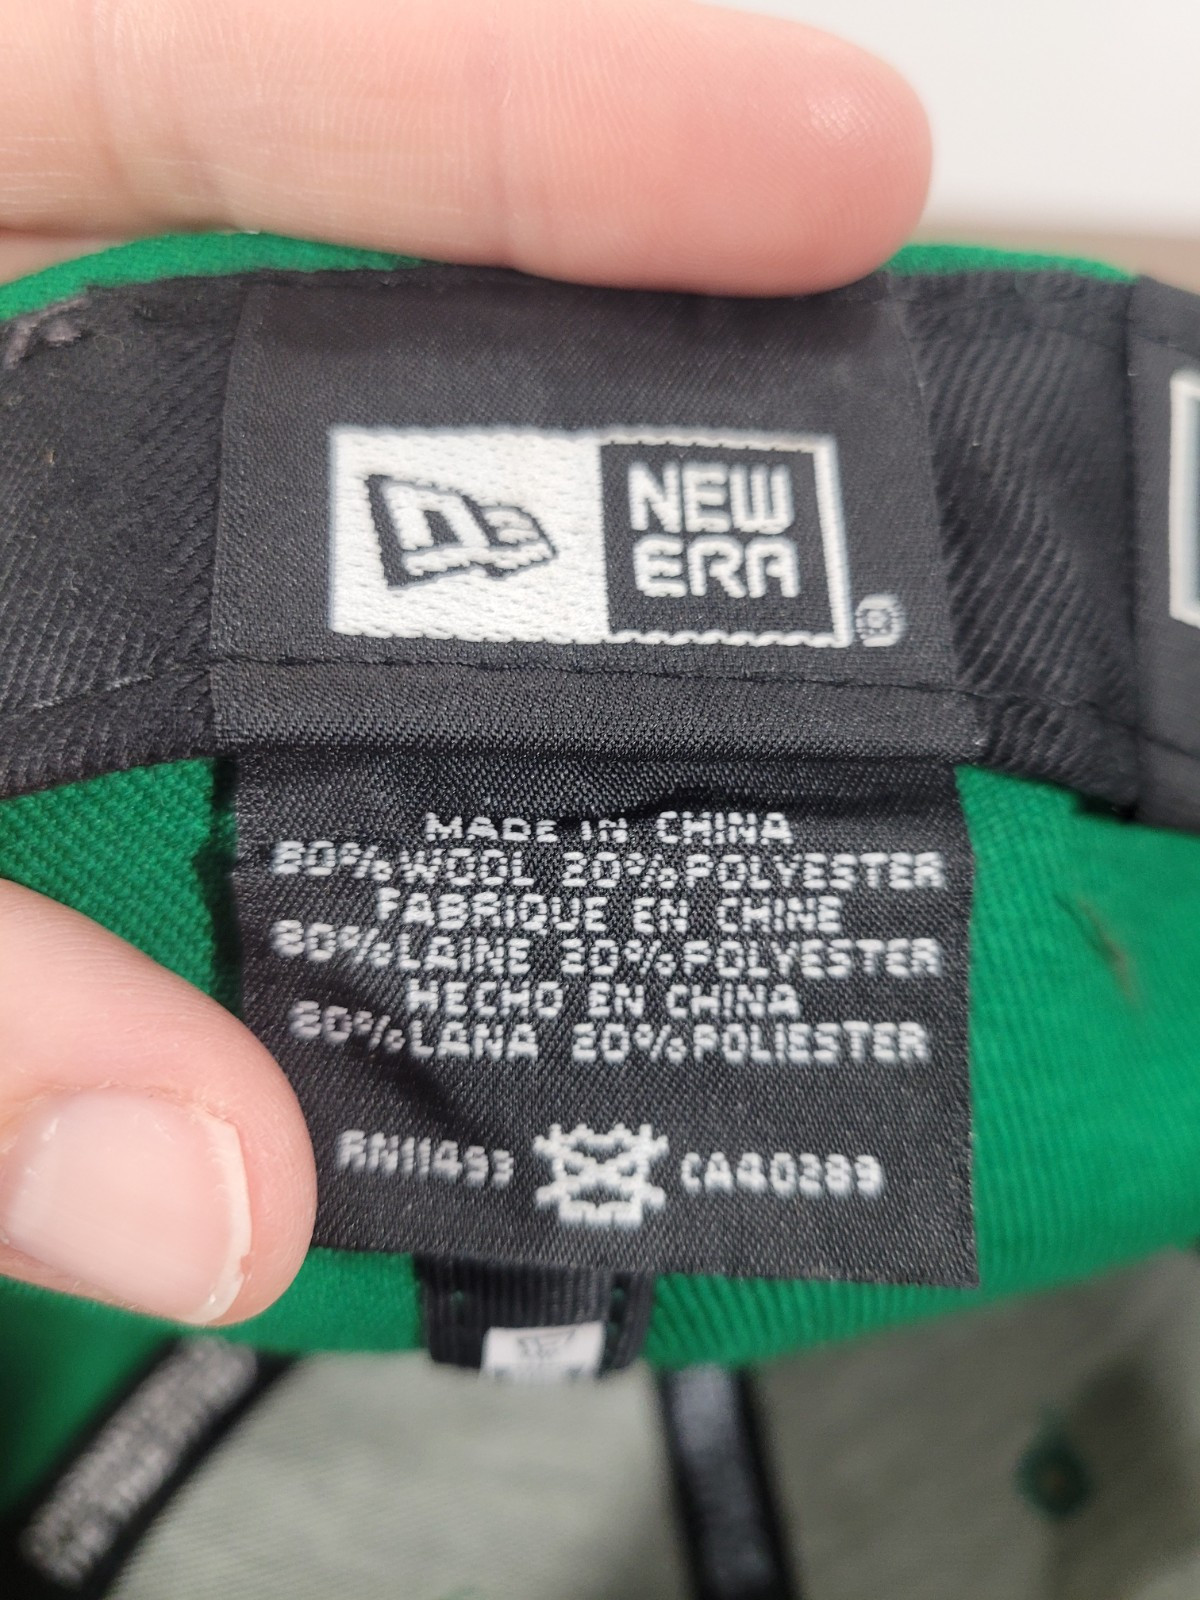 NEW
ERA
®
MADE IN CHINA
80% WOOL 20% POLYESTER
FABRIQUE EN CHINE
80% LAINE 20% POLYESTER
HECHO EN CHINA
80% LANA 20% POLIESTER
RN11493 CA40289